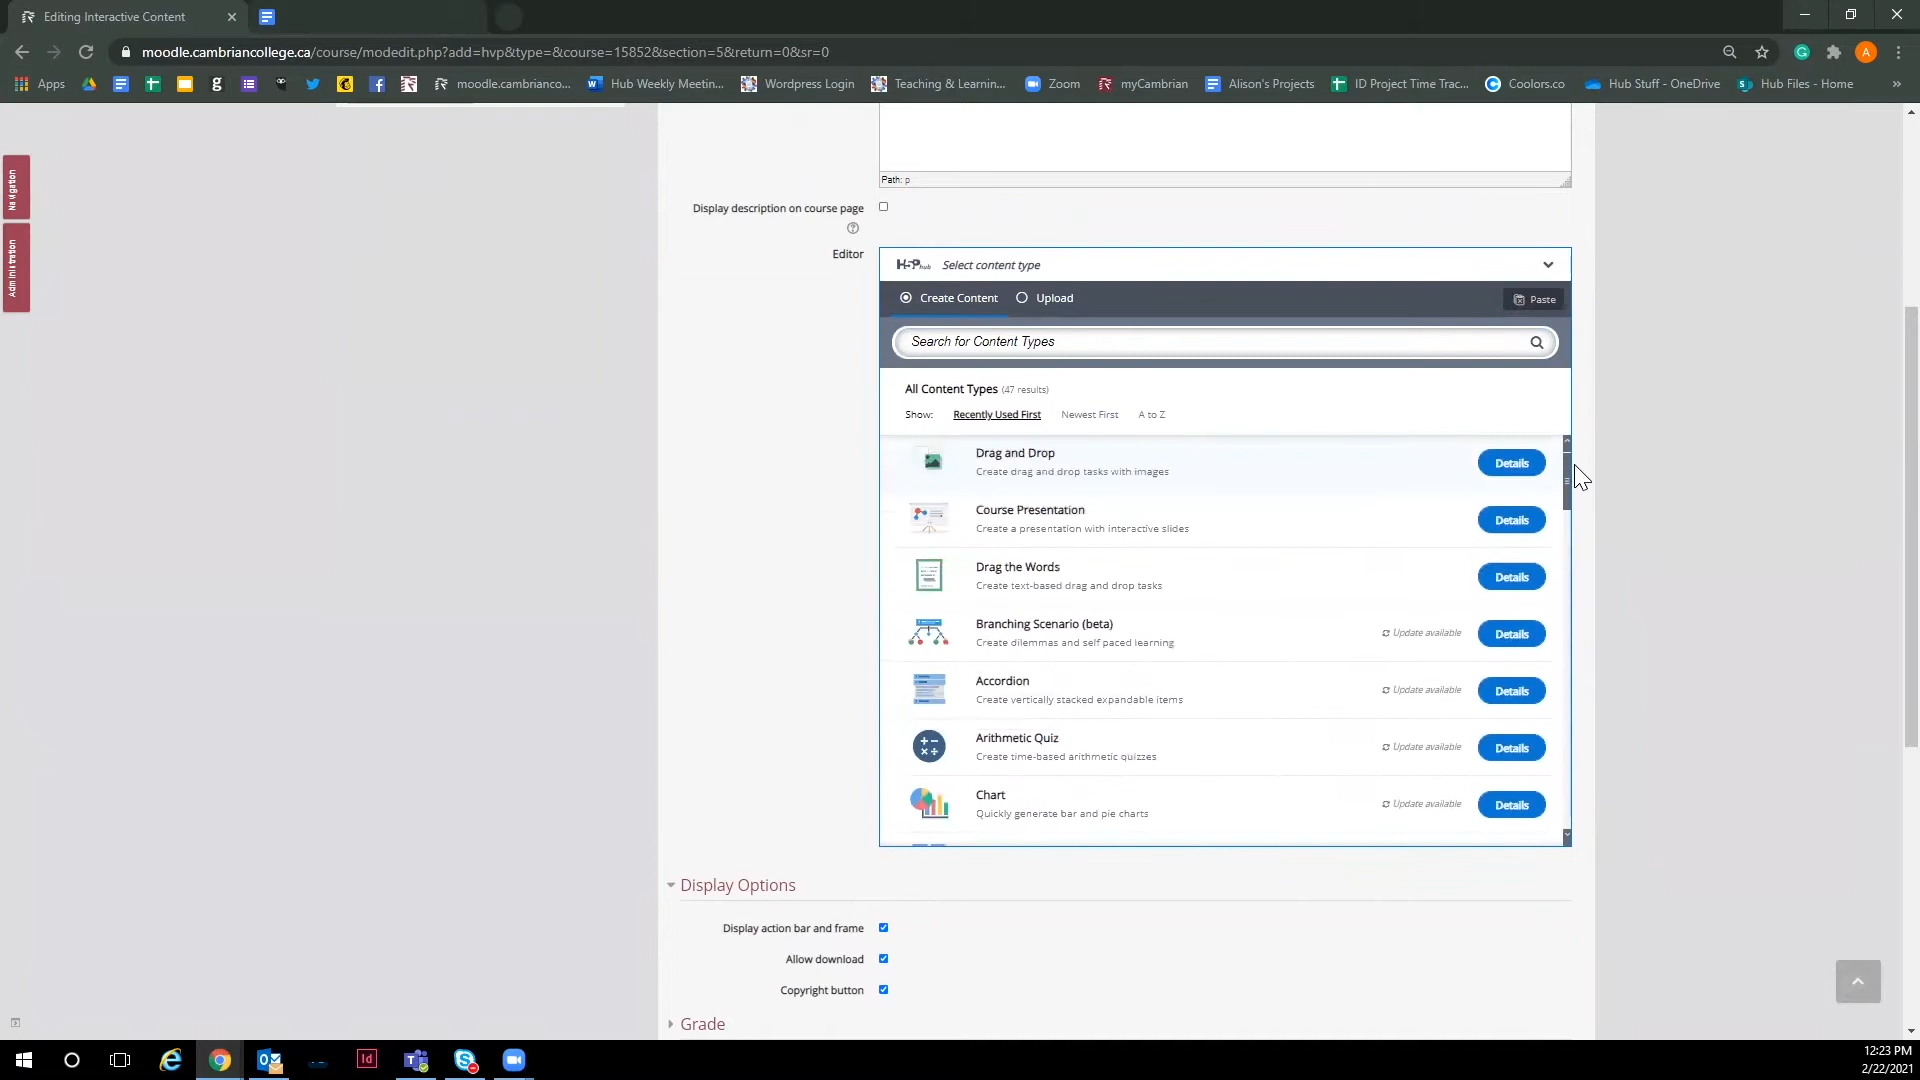 Editing Interactive Content
moodle.cambriancollege.ca/course/modedit.php?add=hvp&type=&course=15852&section=5&return=0&sr=0
Apps
moodle.cambrianco...
Hub Weekly Meetin...
Wordpress Login
Teaching & Learnin...
Zoom
myCambrian
Alison's Projects
ID Project Time Trac...
Coolors.co
Hub Stuff - OneDrive
Hub Files - Home
Navigation
Administration
Path: p
Display description on course page
Editor
H5P hub Select content type
Create Content Upload Paste
Search for Content Types
All Content Types (47 results)
Show: Recently Used First Newest First A to Z
Drag and Drop
Create drag and drop tasks with images
Details
Course Presentation
Create a presentation with interactive slides
Details
Drag the Words
Create text-based drag and drop tasks
Details
Branching Scenario (beta)
Create dilemmas and self paced learning
Update available
Details
Accordion
Create vertically stacked expandable items
Update available
Details
Arithmetic Quiz
Create time-based arithmetic quizzes
Update available
Details
Chart
Quickly generate bar and pie charts
Update available
Details
Display Options
Display action bar and frame
Allow download
Copyright button
Grade
12:23 PM
2/22/2021